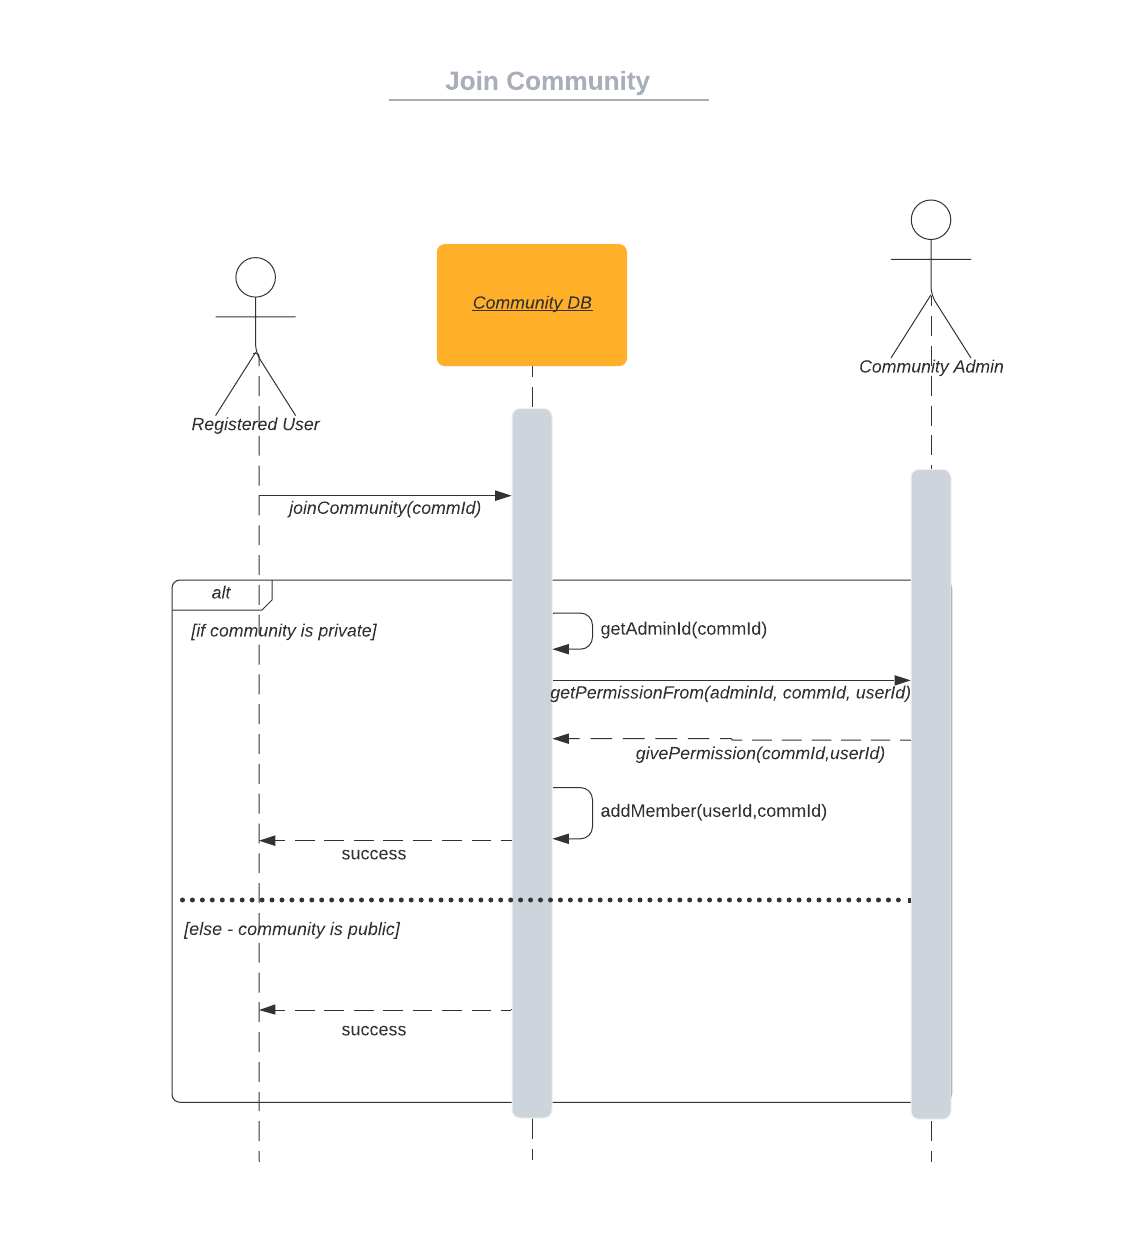 Join Community
Community DB
Community Admin
Registered User
joinCommunity(commId)
alt
[if community is private]
getAdminId(commId)
getPermissionFrom(adminId, commId, userId)
givePermission(commId,userId)
addMember(userId,commId)
success
[else - community is public]
success